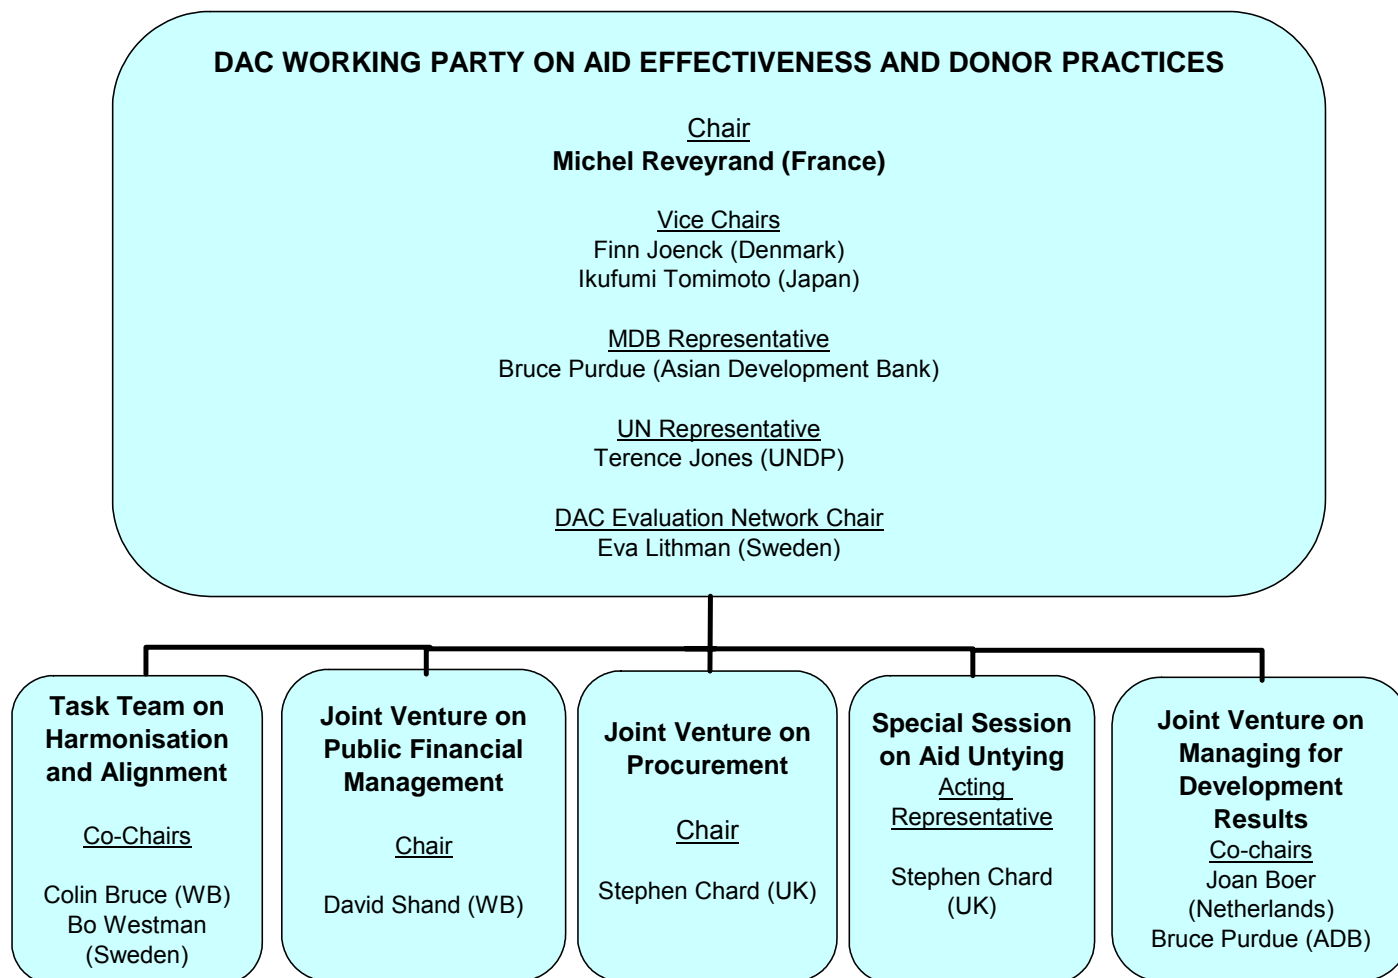 DAC WORKING PARTY ON AID EFFECTIVENESS AND DONOR PRACTICES
Chair
Michel Reveyrand (France)
Vice Chairs
Finn Joenck (Denmark)
Ikufumi Tomimoto (Japan)
MDB Representative
Bruce Purdue (Asian Development Bank)
UN Representative
Terence Jones (UNDP)
DAC Evaluation Network Chair
Eva Lithman (Sweden)
Task Team on
Harmonisation
and Alignment
Co-Chairs
Colin Bruce (WB)
Bo Westman
(Sweden)
Joint Venture on
Public Financial
Management
Chair
David Shand (WB)
Joint Venture on
Procurement
Chair
Stephen Chard (UK)
Special Session
on Aid Untying
Acting
Representative
Stephen Chard
(UK)
Joint Venture on
Managing for
Development
Results
Co-chairs
Joan Boer
(Netherlands)
Bruce Purdue (ADB)